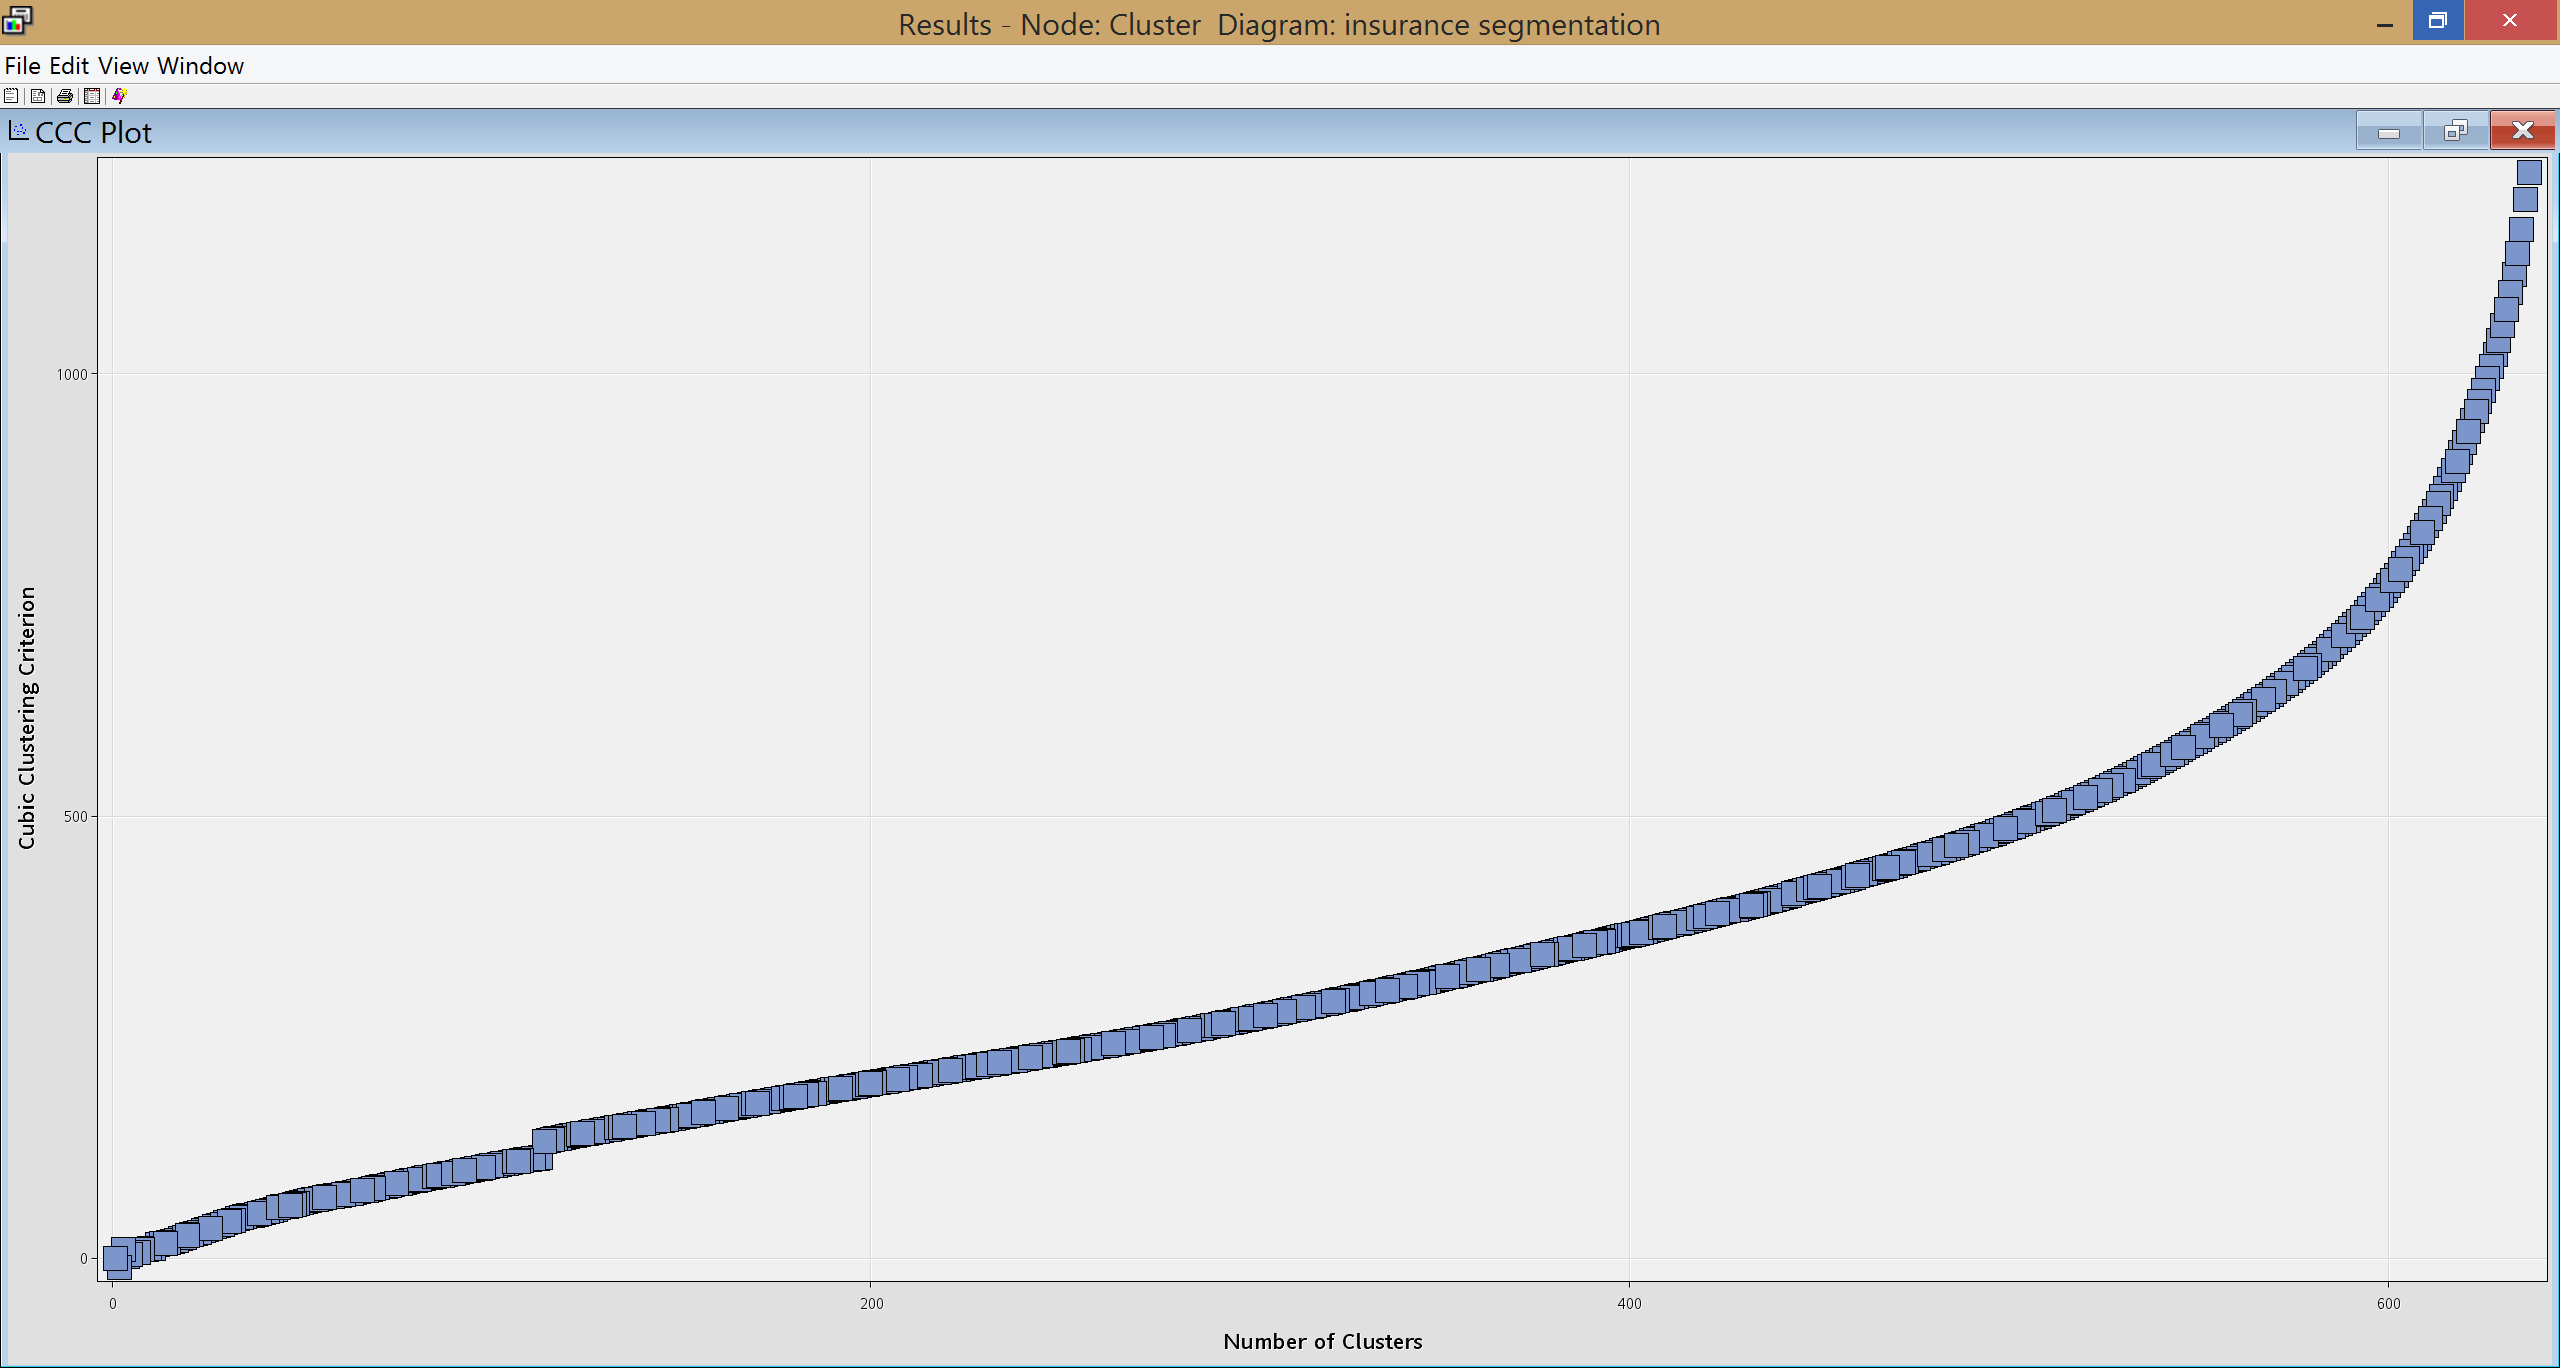 Results - Node: Cluster  Diagram: insurance segmentation
File Edit View Window
CCC Plot
1000
500
0
Cubic Clustering Criterion
0 200 400 600
Number of Clusters